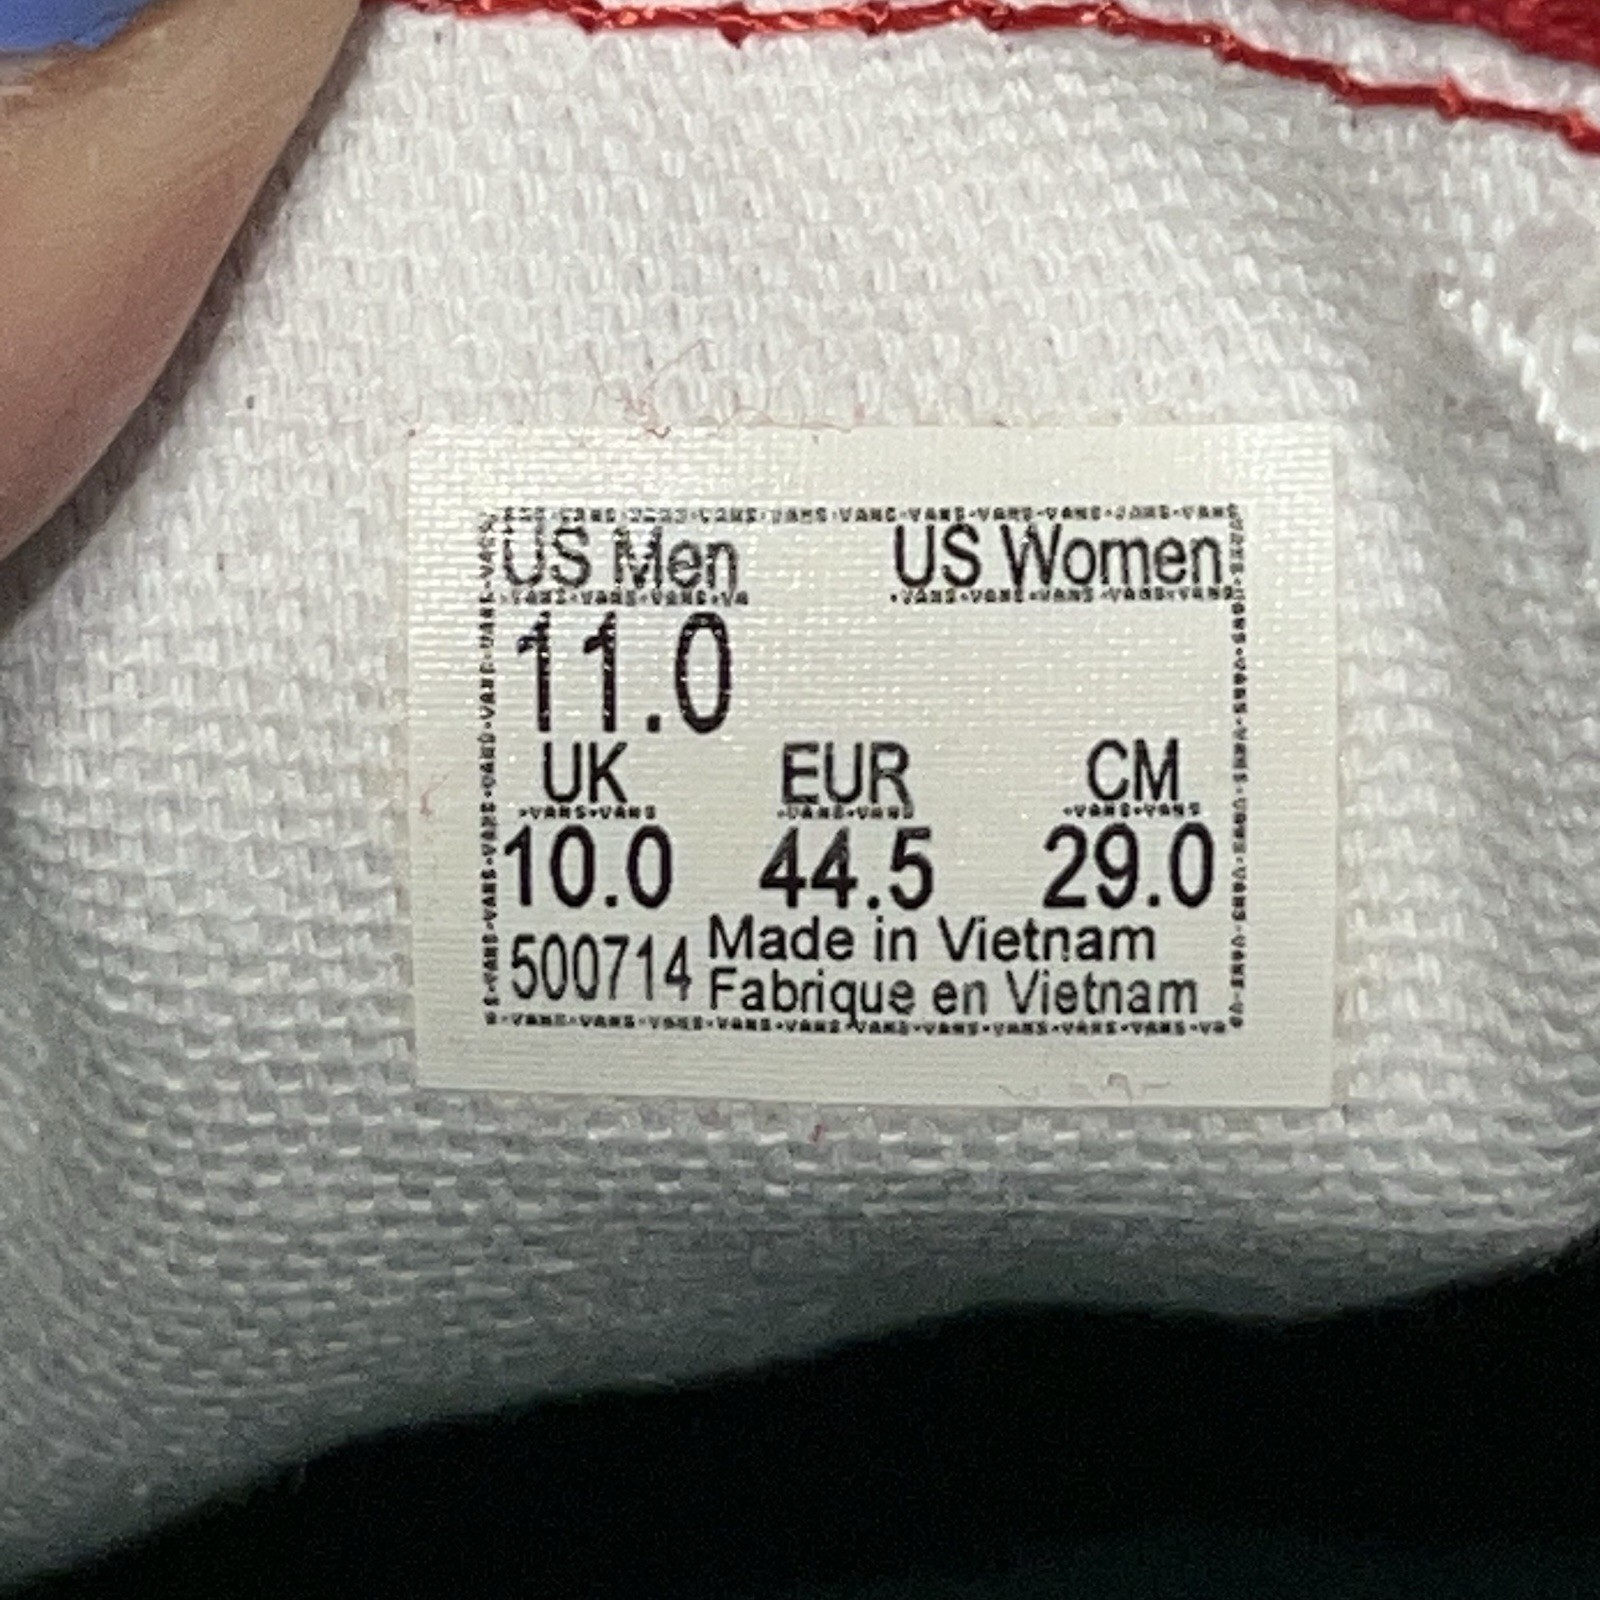 US Men US Women
11.0
UK EUR CM
10.0 44.5 29.0
500714 Made in Vietnam
Fabrique en Vietnam